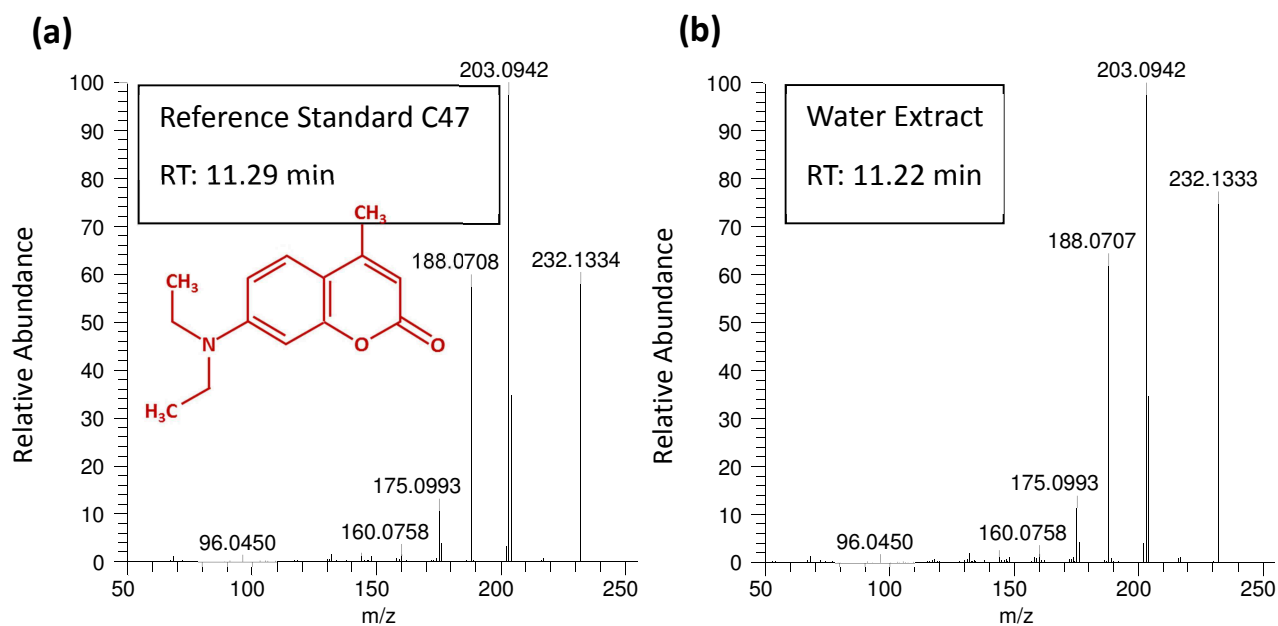 (a)
203.0942
100
Reference Standard C47
90
RT: 11.29 min
80
70
CH₃
188.0708
232.1334
60
CH₃
50
O
O
N
40
H₃C
30
20
175.0993
10
160.0758
96.0450
0
50
100
150
200
250
m/z
Relative Abundance
(b)
203.0942
100
Water Extract
90
RT: 11.22 min
80
232.1333
70
188.0707
60
50
40
30
20
175.0993
10
160.0758
96.0450
0
50
100
150
200
250
m/z
Relative Abundance